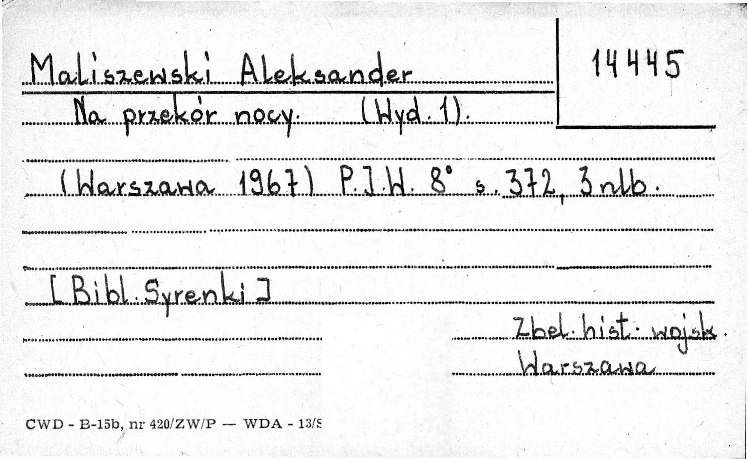 Maliszewski Aleksander
14445
Na przekór nocy. (Wyd. 1).
(Warszawa 1967) P.I.W. 8° s. 372, 3 nlb.
[Bibl. Syrenki]
Zbel. hist. wojsk.
Warszawa
CWD - B-15b, nr 420/ZW/P — WDA - 13/S